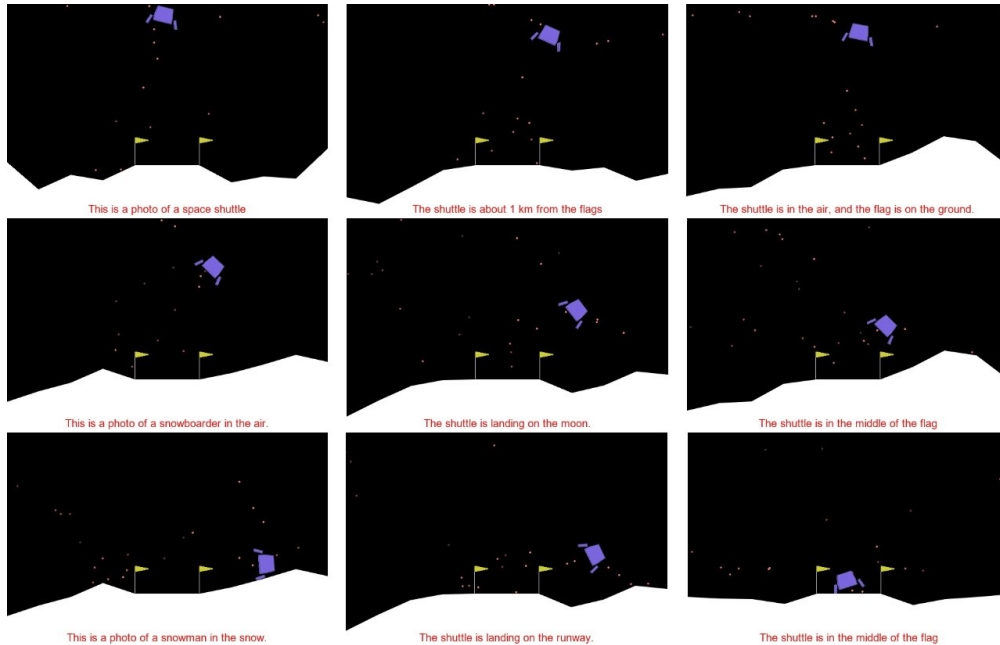 This is a photo of a space shuttle
The shuttle is about 1 km from the flags
The shuttle is in the air, and the flag is on the ground.
This is a photo of a snowboarder in the air.
The shuttle is landing on the moon.
The shuttle is in the middle of the flag
This is a photo of a snowman in the snow.
The shuttle is landing on the runway.
The shuttle is in the middle of the flag